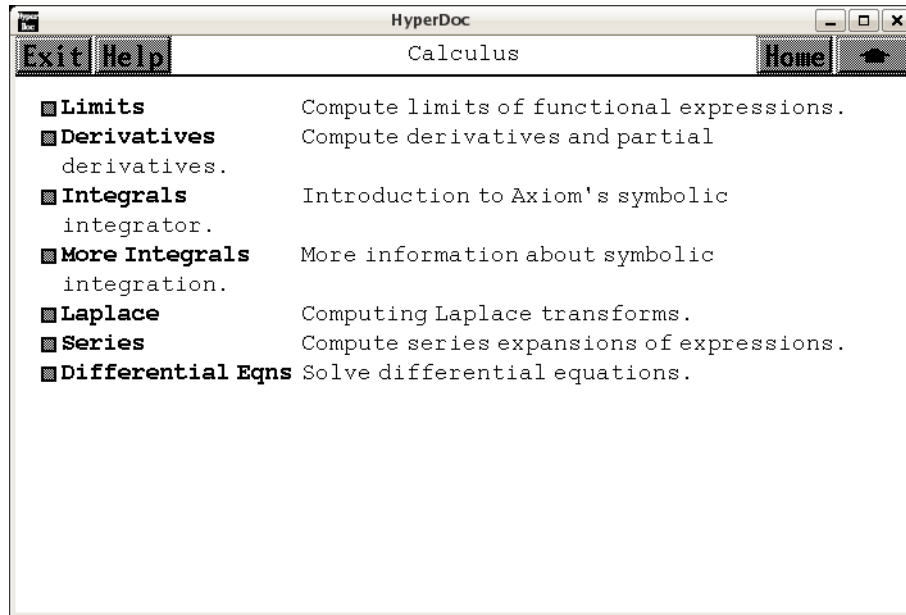 Hyper Doc
HyperDoc
Exit Help Calculus Home
Limits Compute limits of functional expressions.
Derivatives Compute derivatives and partial
derivatives.
Integrals Introduction to Axiom's symbolic
integrator.
More Integrals More information about symbolic
integration.
Laplace Computing Laplace transforms.
Series Compute series expansions of expressions.
Differential Eqns Solve differential equations.